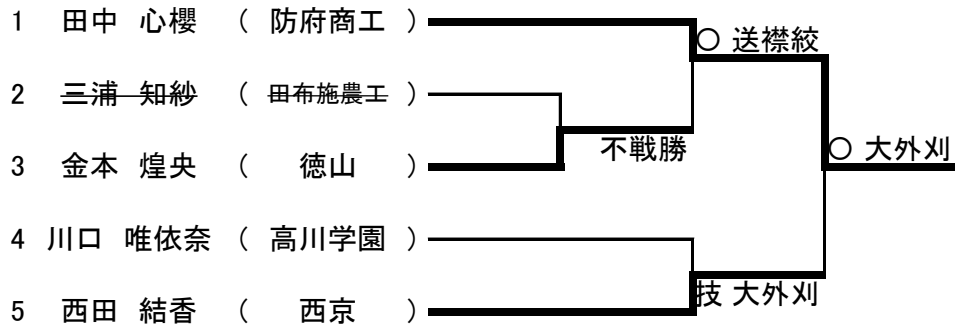 1 田中 心櫻 ( 防府商工 )
〇 送襟絞
2 三浦 知紗 ( 田布施農工 )
不戦勝
〇 大外刈
3 金本 煌央 ( 徳山 )
4 川口 唯依奈 ( 高川学園 )
技 大外刈
5 西田 結香 ( 西京 )